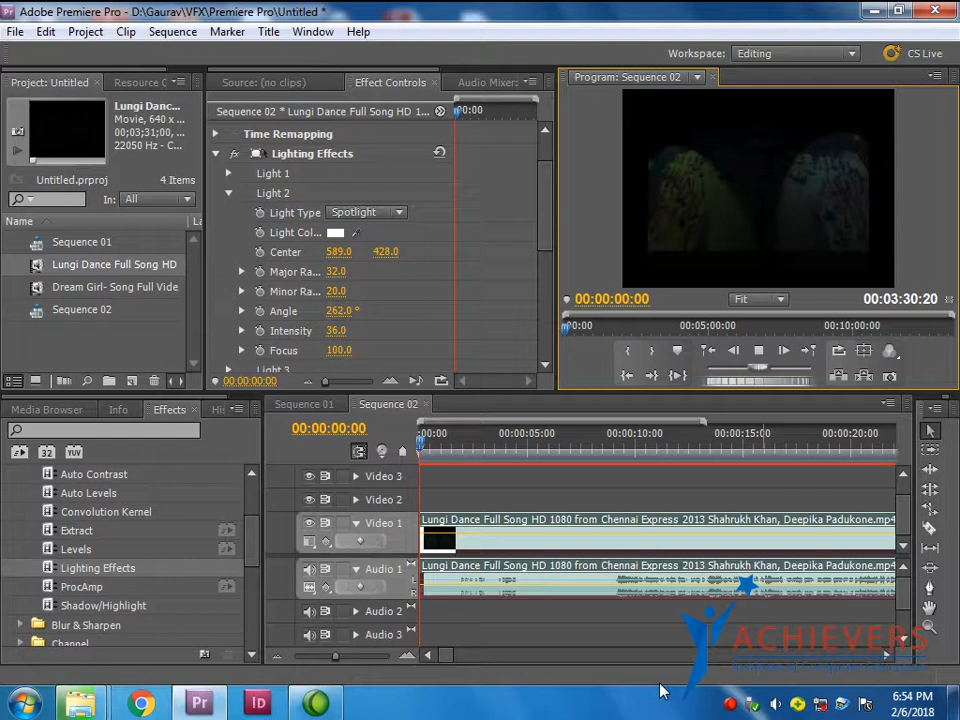 Adobe Premiere Pro - D:\Gaurav\VFX\Premiere Pro\Untitled *
File Edit Project Clip Sequence Marker Title Window Help
Workspace: Editing CS Live
Project: Untitled Resource C
Lungi Danc...
Movie, 640 x
00;03;31;00,
22050 Hz - C...
Untitled.prproj 4 Items
In: All
Name La
Sequence 01
Lungi Dance Full Song HD
Dream Girl- Song Full Vide
Sequence 02
Source: (no clips) Effect Controls Audio Mixer:
Sequence 02 * Lungi Dance Full Song HD 1... :00:00
Time Remapping
fx Lighting Effects
Light 1
Light 2
Light Type Spotlight
Light Col...
Center 589.0 428.0
Major Ra... 32.0
Minor Ra... 20.0
Angle 262.0 °
Intensity 36.0
Focus 100.0
Light 3
00:00:00:00
Program: Sequence 02
00:00:00:00 Fit 00:03:30:20
:00:00 00:05:00:00 00:10:00:00
Media Browser Info Effects His
32 YUV
Auto Contrast
Auto Levels
Convolution Kernel
Extract
Levels
Lighting Effects
ProcAmp
Shadow/Highlight
Blur & Sharpen
Channel
Sequence 01 Sequence 02
00:00:00:00
:00:00 00:00:05:00 00:00:10:00 00:00:15:00 00:00:20:00
Video 3
Video 2
Video 1
Lungi Dance Full Song HD 1080 from Chennai Express 2013 Shahrukh Khan, Deepika Padukone.mp4
Audio 1
Lungi Dance Full Song HD 1080 from Chennai Express 2013 Shahrukh Khan, Deepika Padukone.mp4
L
R
Audio 2
Audio 3
ACHIEVERS
Pr Id
6:54 PM
2/6/2018